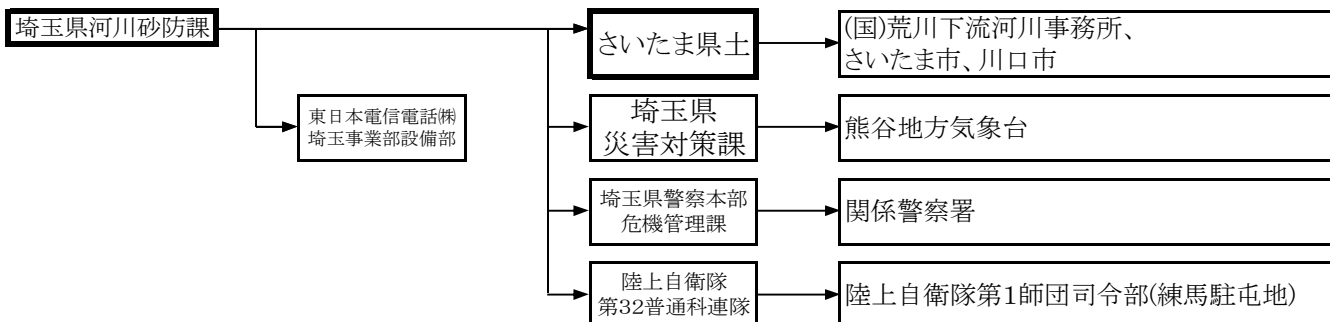 埼玉県河川砂防課
さいたま県土
(国)荒川下流河川事務所、
さいたま市、川口市
東日本電信電話㈱
埼玉事業部設備部
埼玉県
災害対策課
熊谷地方気象台
埼玉県警察本部
危機管理課
関係警察署
陸上自衛隊
第32普通科連隊
陸上自衛隊第1師団司令部(練馬駐屯地)